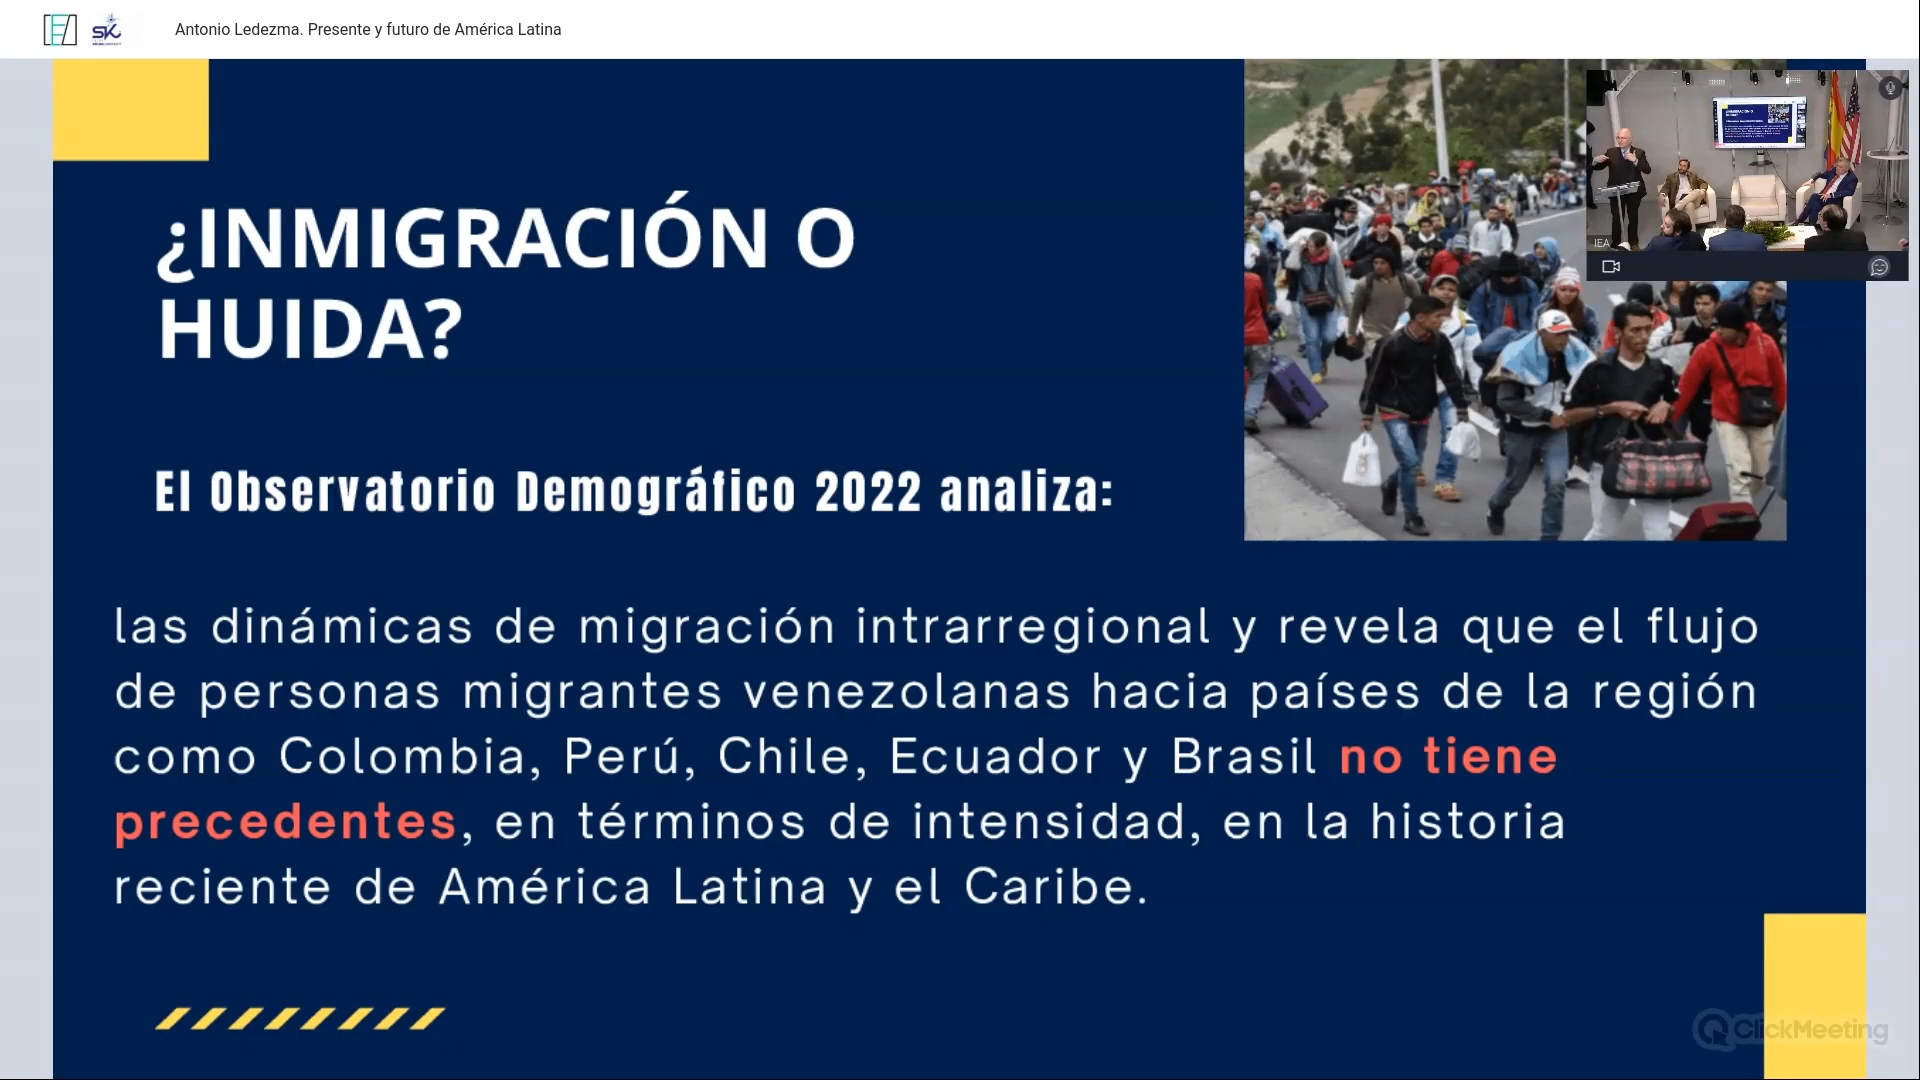 SK
Antonio Ledezma. Presente y futuro de América Latina
¿INMIGRACIÓN O
HUIDA?
IEA
El Observatorio Demográfico 2022 analiza:
las dinámicas de migración intrarregional y revela que el flujo
de personas migrantes venezolanas hacia países de la región
como Colombia, Perú, Chile, Ecuador y Brasil no tiene
precedentes, en términos de intensidad, en la historia
reciente de América Latina y el Caribe.
ClickMeeting